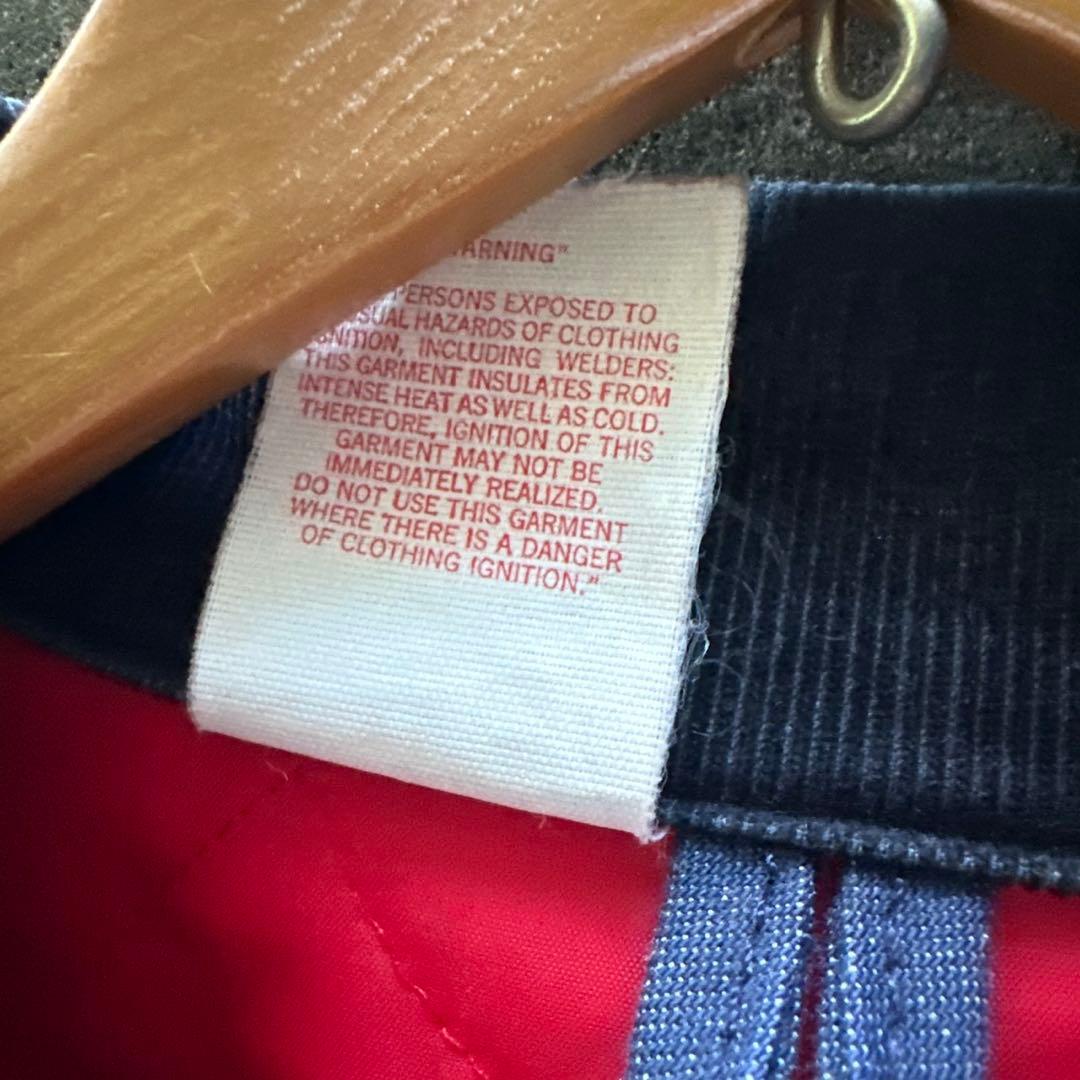 ARNING"
PERSONS EXPOSED TO
SUAL HAZARDS OF CLOTHING
GNITION, INCLUDING WELDERS:
THIS GARMENT INSULATES FROM
INTENSE HEAT AS WELL AS COLD.
THEREFORE, IGNITION OF THIS
GARMENT MAY NOT BE
IMMEDIATELY REALIZED.
DO NOT USE THIS GARMENT
WHERE THERE IS A DANGER
OF CLOTHING IGNITION."